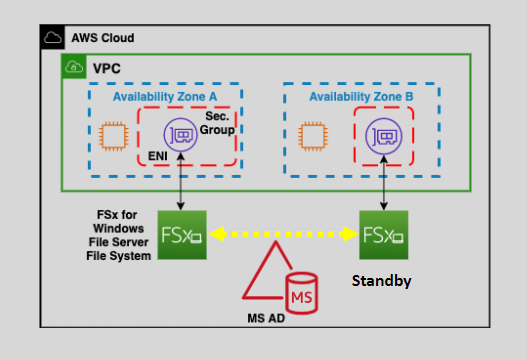 AWS Cloud
VPC
Availability Zone A
Availability Zone B
Sec.
Group
ENI
FSx for
Windows
File Server
File System
FSx
FSx
Standby
MS
MS AD